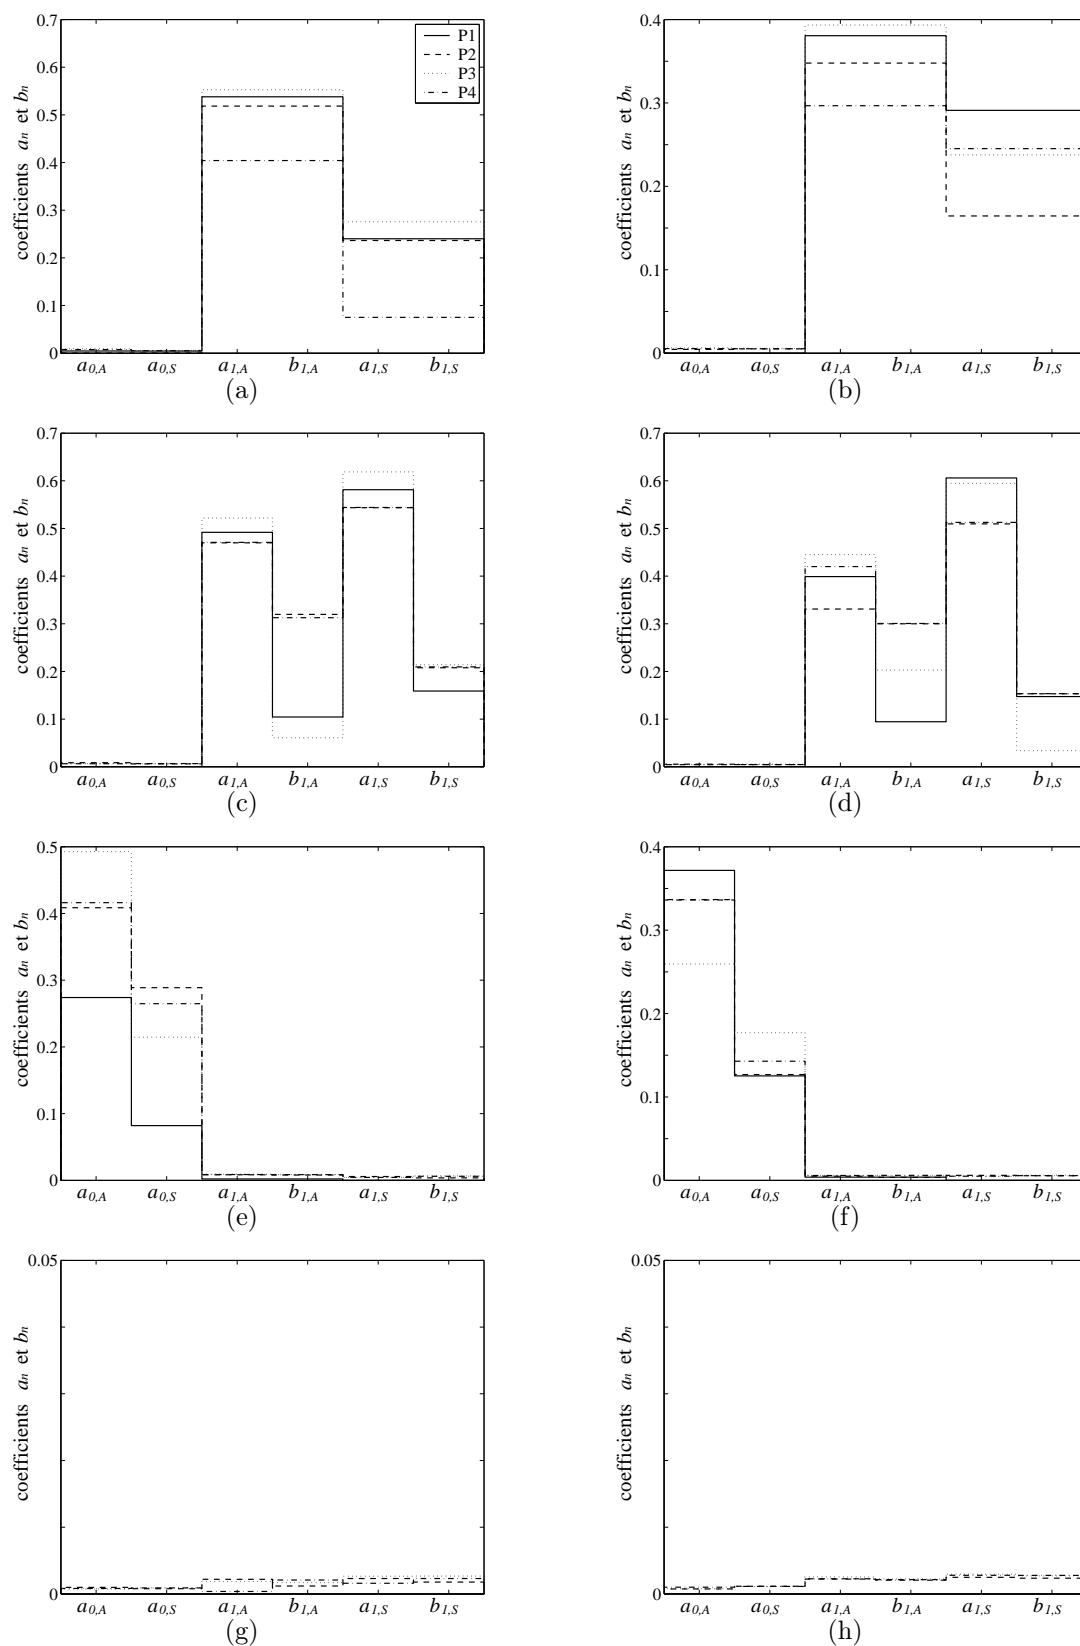 0.7
0.6
0.5
0.4
0.3
0.2
0.1
0
coefficients an et bn
P1
P2
P3
P4
a0,A a0,S a1,A b1,A a1,S b1,S
(a)
0.4
0.3
0.2
0.1
0
coefficients an et bn
a0,A a0,S a1,A b1,A a1,S b1,S
(b)
0.7
0.6
0.5
0.4
0.3
0.2
0.1
0
coefficients an et bn
a0,A a0,S a1,A b1,A a1,S b1,S
(c)
0.7
0.6
0.5
0.4
0.3
0.2
0.1
0
coefficients an et bn
a0,A a0,S a1,A b1,A a1,S b1,S
(d)
0.5
0.4
0.3
0.2
0.1
0
coefficients an et bn
a0,A a0,S a1,A b1,A a1,S b1,S
(e)
0.4
0.3
0.2
0.1
0
coefficients an et bn
a0,A a0,S a1,A b1,A a1,S b1,S
(f)
0.05
0
coefficients an et bn
a0,A a0,S a1,A b1,A a1,S b1,S
(g)
0.05
0
coefficients an et bn
a0,A a0,S a1,A b1,A a1,S b1,S
(h)